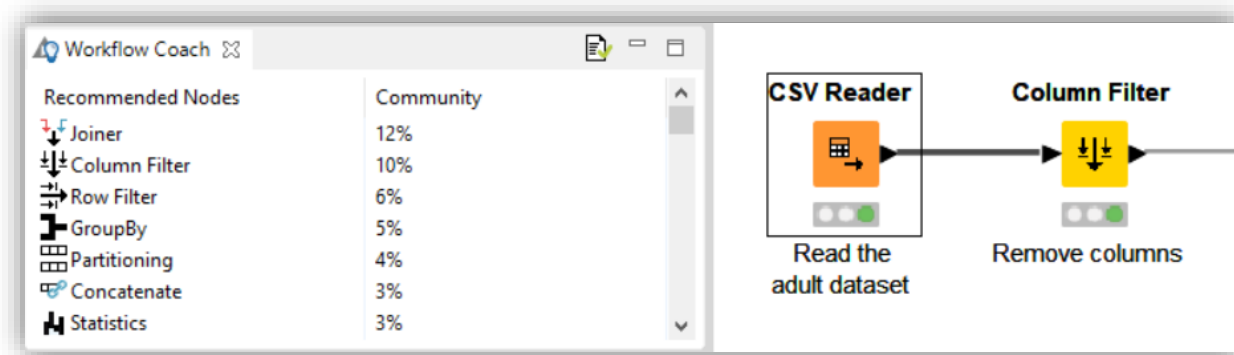 Workflow Coach
Recommended Nodes Community
Joiner 12%
Column Filter 10%
Row Filter 6%
GroupBy 5%
Partitioning 4%
Concatenate 3%
Statistics 3%
CSV Reader
Read the
adult dataset
Column Filter
Remove columns